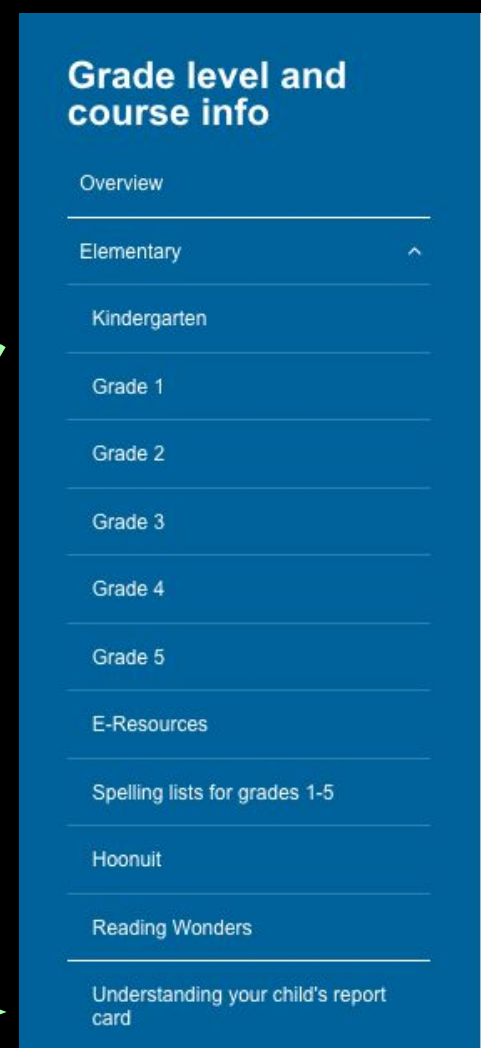 Grade level and
course info
Overview
Elementary
Kindergarten
Grade 1
Grade 2
Grade 3
Grade 4
Grade 5
E-Resources
Spelling lists for grades 1-5
Hoonuit
Reading Wonders
Understanding your child's report
card